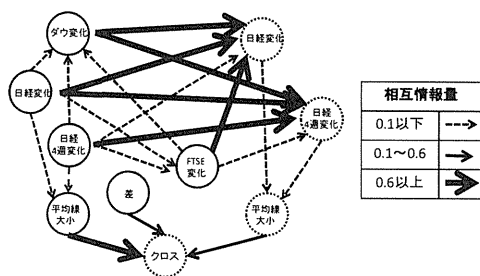 ダウ変化
日経変化
日経変化
日経
4週変化
日経
4週変化
FTSE
変化
差
平均線
大小
平均線
大小
クロス
相互情報量
0.1以下
0.1～0.6
0.6以上